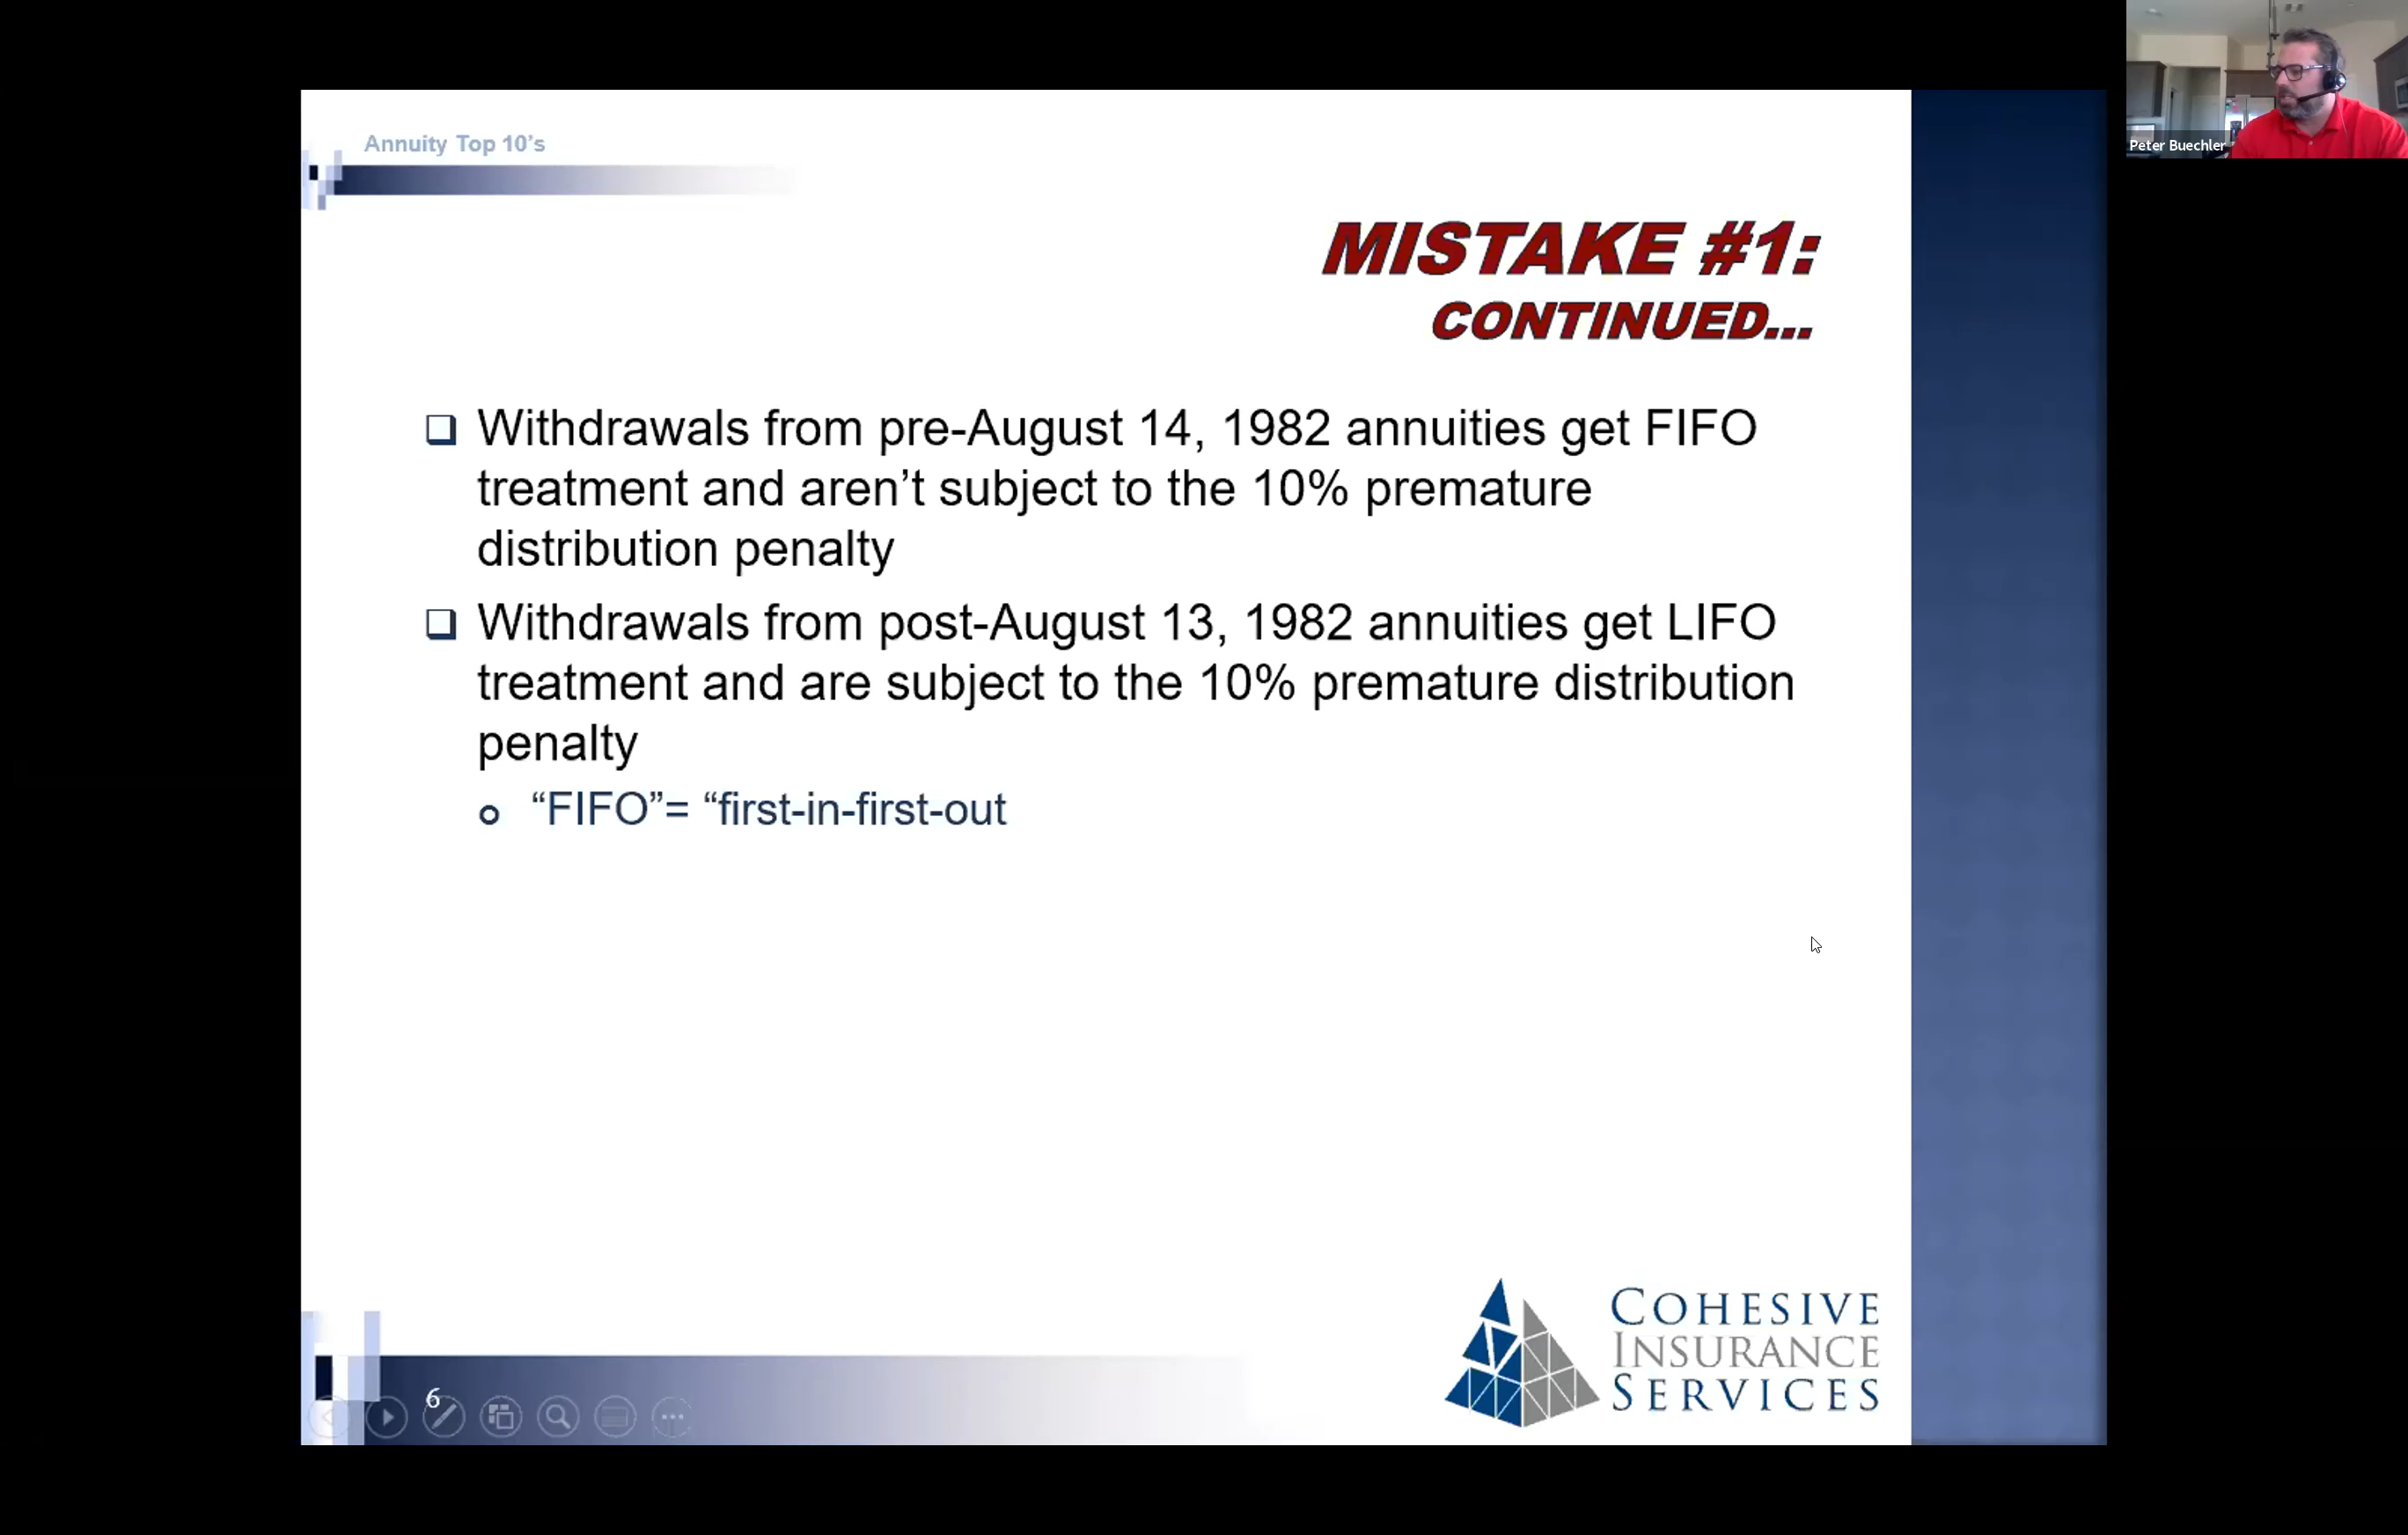 Annuity Top 10's
MISTAKE #1:
CONTINUED...
Withdrawals from pre-August 14, 1982 annuities get FIFO
treatment and aren’t subject to the 10% premature
distribution penalty
Withdrawals from post-August 13, 1982 annuities get LIFO
treatment and are subject to the 10% premature distribution
penalty
“FIFO”= “first-in-first-out
6
COHESIVE
INSURANCE
SERVICES
Peter Buechler